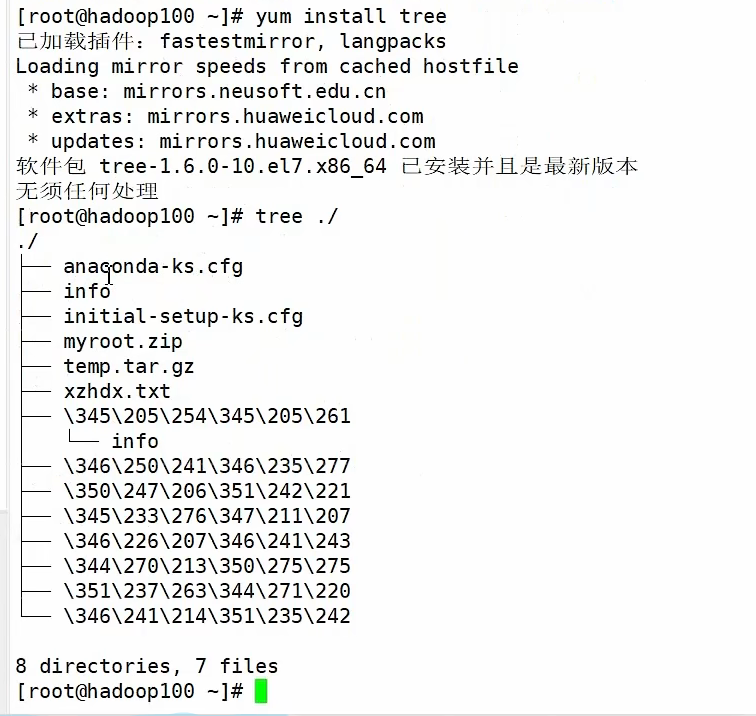 [root@hadoop100 ~]# yum install tree
已加载插件：fastestmirror, langpacks
Loading mirror speeds from cached hostfile
 * base: mirrors.neusoft.edu.cn
 * extras: mirrors.huaweicloud.com
 * updates: mirrors.huaweicloud.com
软件包 tree-1.6.0-10.el7.x86_64 已安装并且是最新版本
无须任何处理
[root@hadoop100 ~]# tree ./
./
├── anaconda-ks.cfg
├── info
├── initial-setup-ks.cfg
├── myroot.zip
├── temp.tar.gz
├── xzhdx.txt
├── \345\205\254\345\205\261
│   └── info
├── \346\250\241\346\235\277
├── \350\247\206\351\242\221
├── \345\233\276\347\211\207
├── \346\226\207\346\241\243
├── \344\270\213\350\275\275
├── \351\237\263\344\271\220
└── \346\241\214\351\235\242
8 directories, 7 files
[root@hadoop100 ~]#